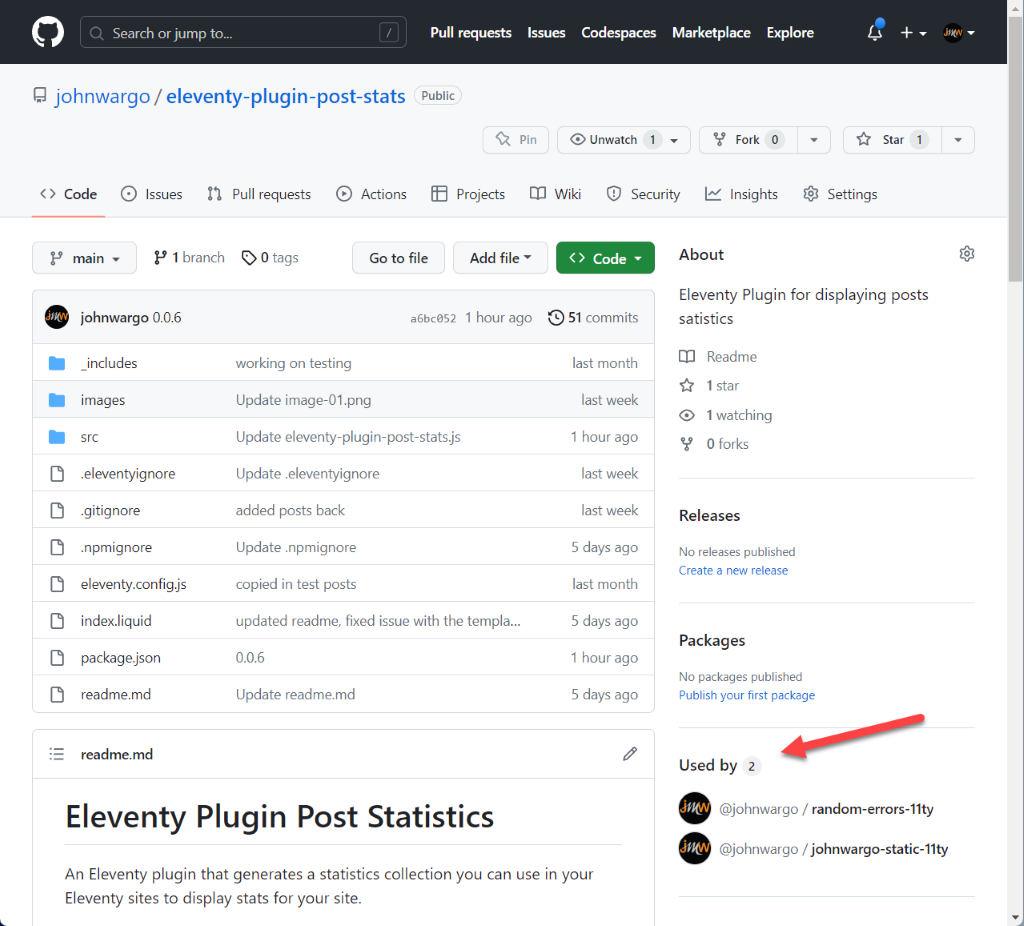 Search or jump to... /
Pull requests Issues Codespaces Marketplace Explore
johnwargo / eleventy-plugin-post-stats Public
Pin Unwatch 1 Fork 0 Star 1
Code Issues Pull requests Actions Projects Wiki Security Insights Settings
main 1 branch 0 tags Go to file Add file Code
johnwargo 0.0.6 a6bc052 1 hour ago 51 commits
_includes working on testing last month
images Update image-01.png last week
src Update eleventy-plugin-post-stats.js 1 hour ago
.eleventyignore Update .eleventyignore last week
.gitignore added posts back last week
.npmignore Update .npmignore 5 days ago
eleventy.config.js copied in test posts last month
index.liquid updated readme, fixed issue with the templa... 5 days ago
package.json 0.0.6 1 hour ago
readme.md Update readme.md 5 days ago
readme.md
Eleventy Plugin Post Statistics
An Eleventy plugin that generates a statistics collection you can use in your
Eleventy sites to display stats for your site.
About
Eleventy Plugin for displaying posts
satistics
Readme
1 star
1 watching
0 forks
Releases
No releases published
Create a new release
Packages
No packages published
Publish your first package
Used by 2
JMW @johnwargo / random-errors-11ty
JMW @johnwargo / johnwargo-static-11ty